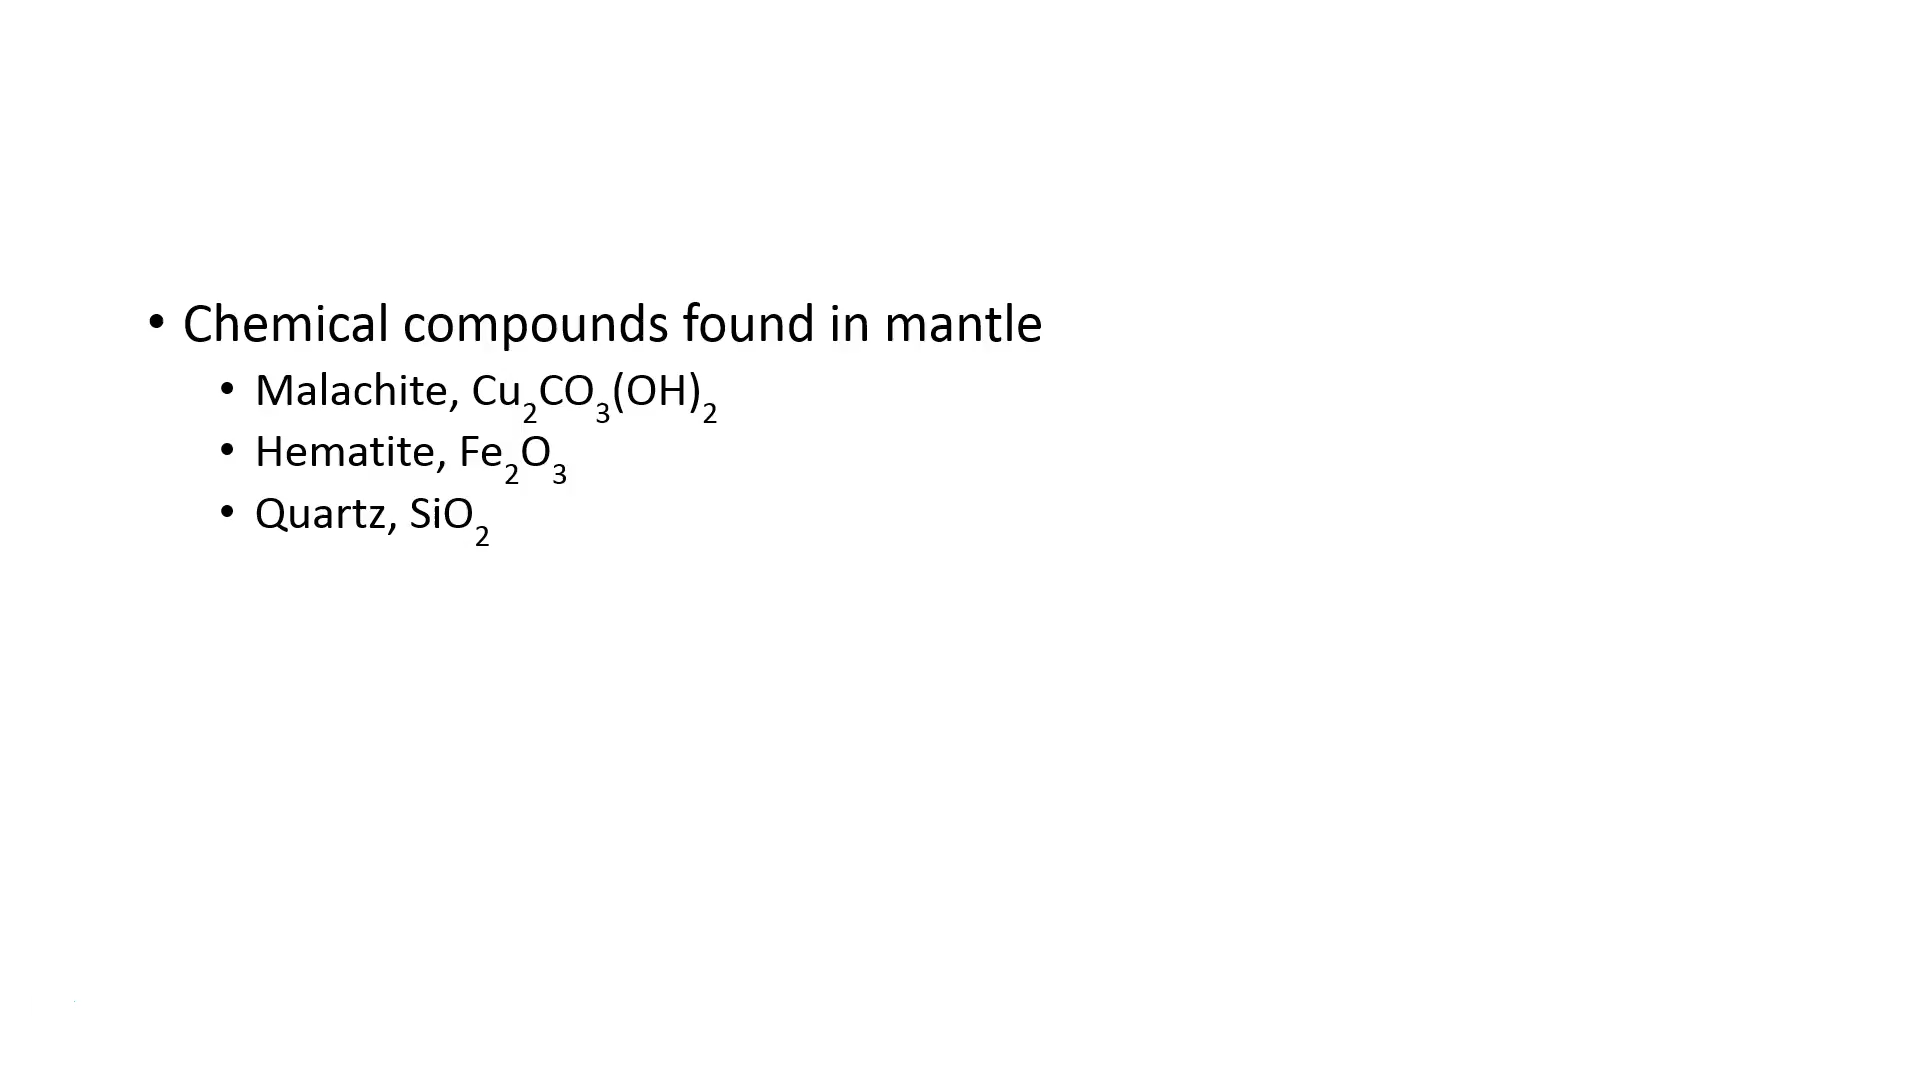 • Chemical compounds found in mantle
• Malachite, Cu₂CO₃(OH)₂
• Hematite, Fe₂O₃
• Quartz, SiO₂